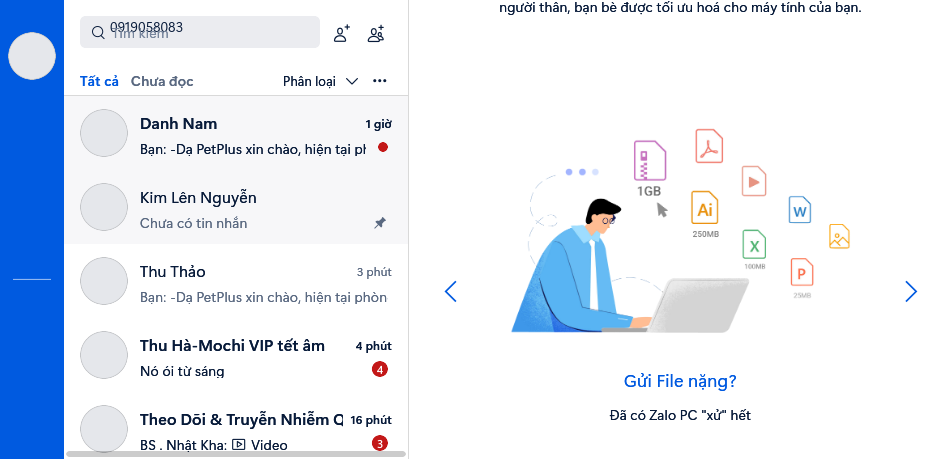 người thân, bạn bè được tối ưu hoá cho máy tính của bạn.
0919058083
Tìm kiếm
Tất cả Chưa đọc Phân loại
Danh Nam 1 giờ
Bạn: -Dạ PetPlus xin chào, hiện tại ph
Kim Lên Nguyễn
Chưa có tin nhắn
Thu Thảo 3 phút
Bạn: -Dạ PetPlus xin chào, hiện tại phòn
Thu Hà-Mochi VIP tết âm 4 phút
Nó ói từ sáng 4
Theo Dõi & Truyền Nhiễm Q 16 phút
BS . Nhật Kha: Video 3
1GB
Ai
250MB
W
X
100MB
P
25MB
Gửi File nặng?
Đã có Zalo PC "xử" hết